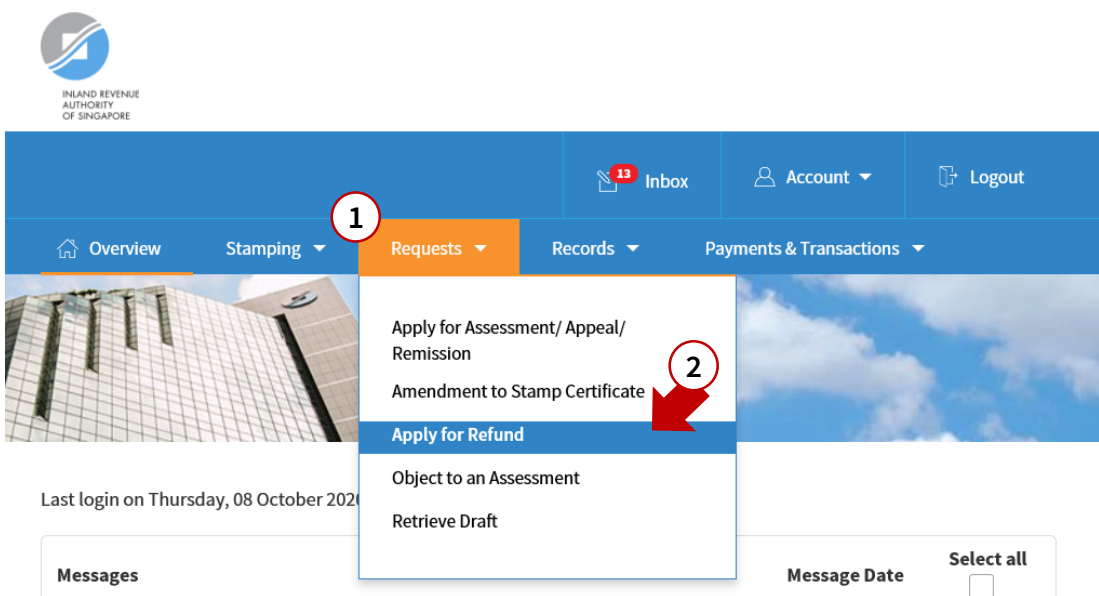 INLAND REVENUE
AUTHORITY
OF SINGAPORE
13 Inbox
Account
Logout
1
Overview
Stamping
Requests
Records
Payments & Transactions
Apply for Assessment/ Appeal/
Remission
2
Amendment to Stamp Certificate
Apply for Refund
Object to an Assessment
Last login on Thursday, 08 October 202
Retrieve Draft
Messages
Message Date
Select all